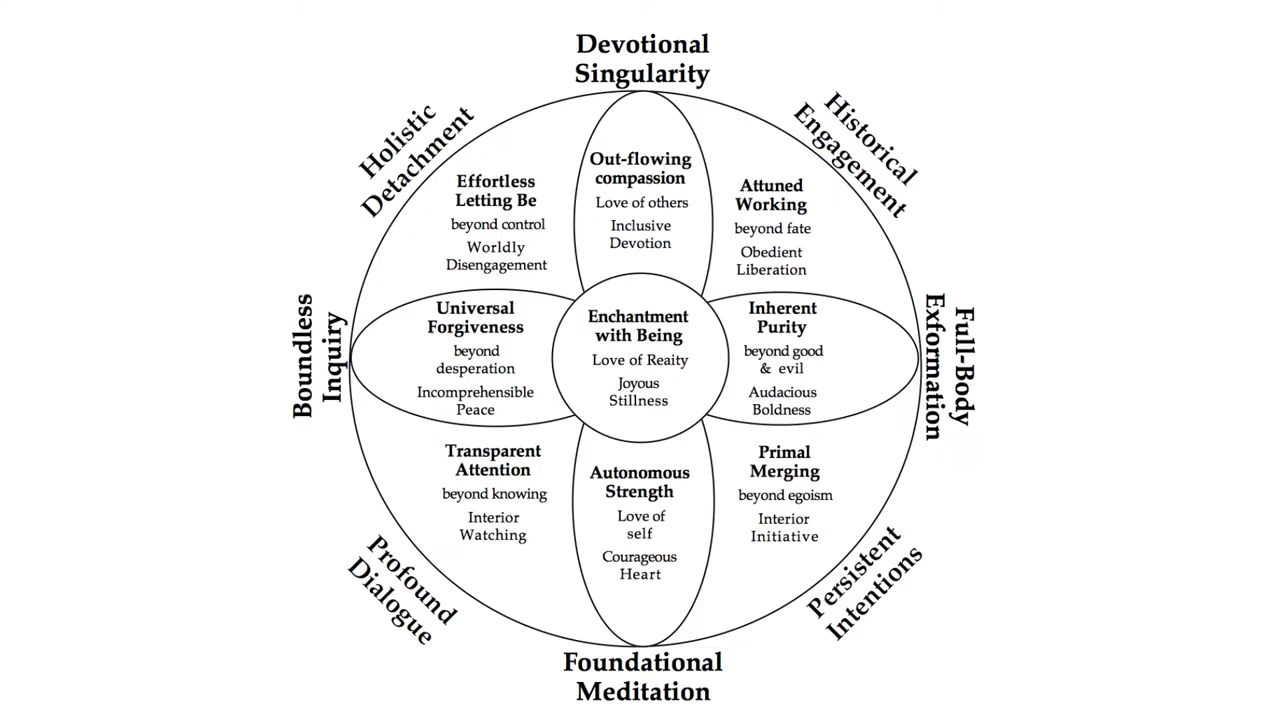 Devotional
Singularity
Holistic
Detachment
Historical
Engagement
Effortless
Letting Be
beyond control
Worldly
Disengagement
Out-flowing
compassion
Love of others
Inclusive
Devotion
Attuned
Working
beyond fate
Obedient
Liberation
Boundless
Inquiry
Universal
Forgiveness
beyond
desperation
Incomprehensible
Peace
Enchantment
with Being
Love of Reaity
Joyous
Stillness
Inherent
Purity
beyond good
& evil
Audacious
Boldness
Full-Body
Exformation
Transparent
Attention
beyond knowing
Interior
Watching
Autonomous
Strength
Love of
self
Courageous
Heart
Primal
Merging
beyond egoism
Interior
Initiative
Profound
Dialogue
Persistent
Intentions
Foundational
Meditation